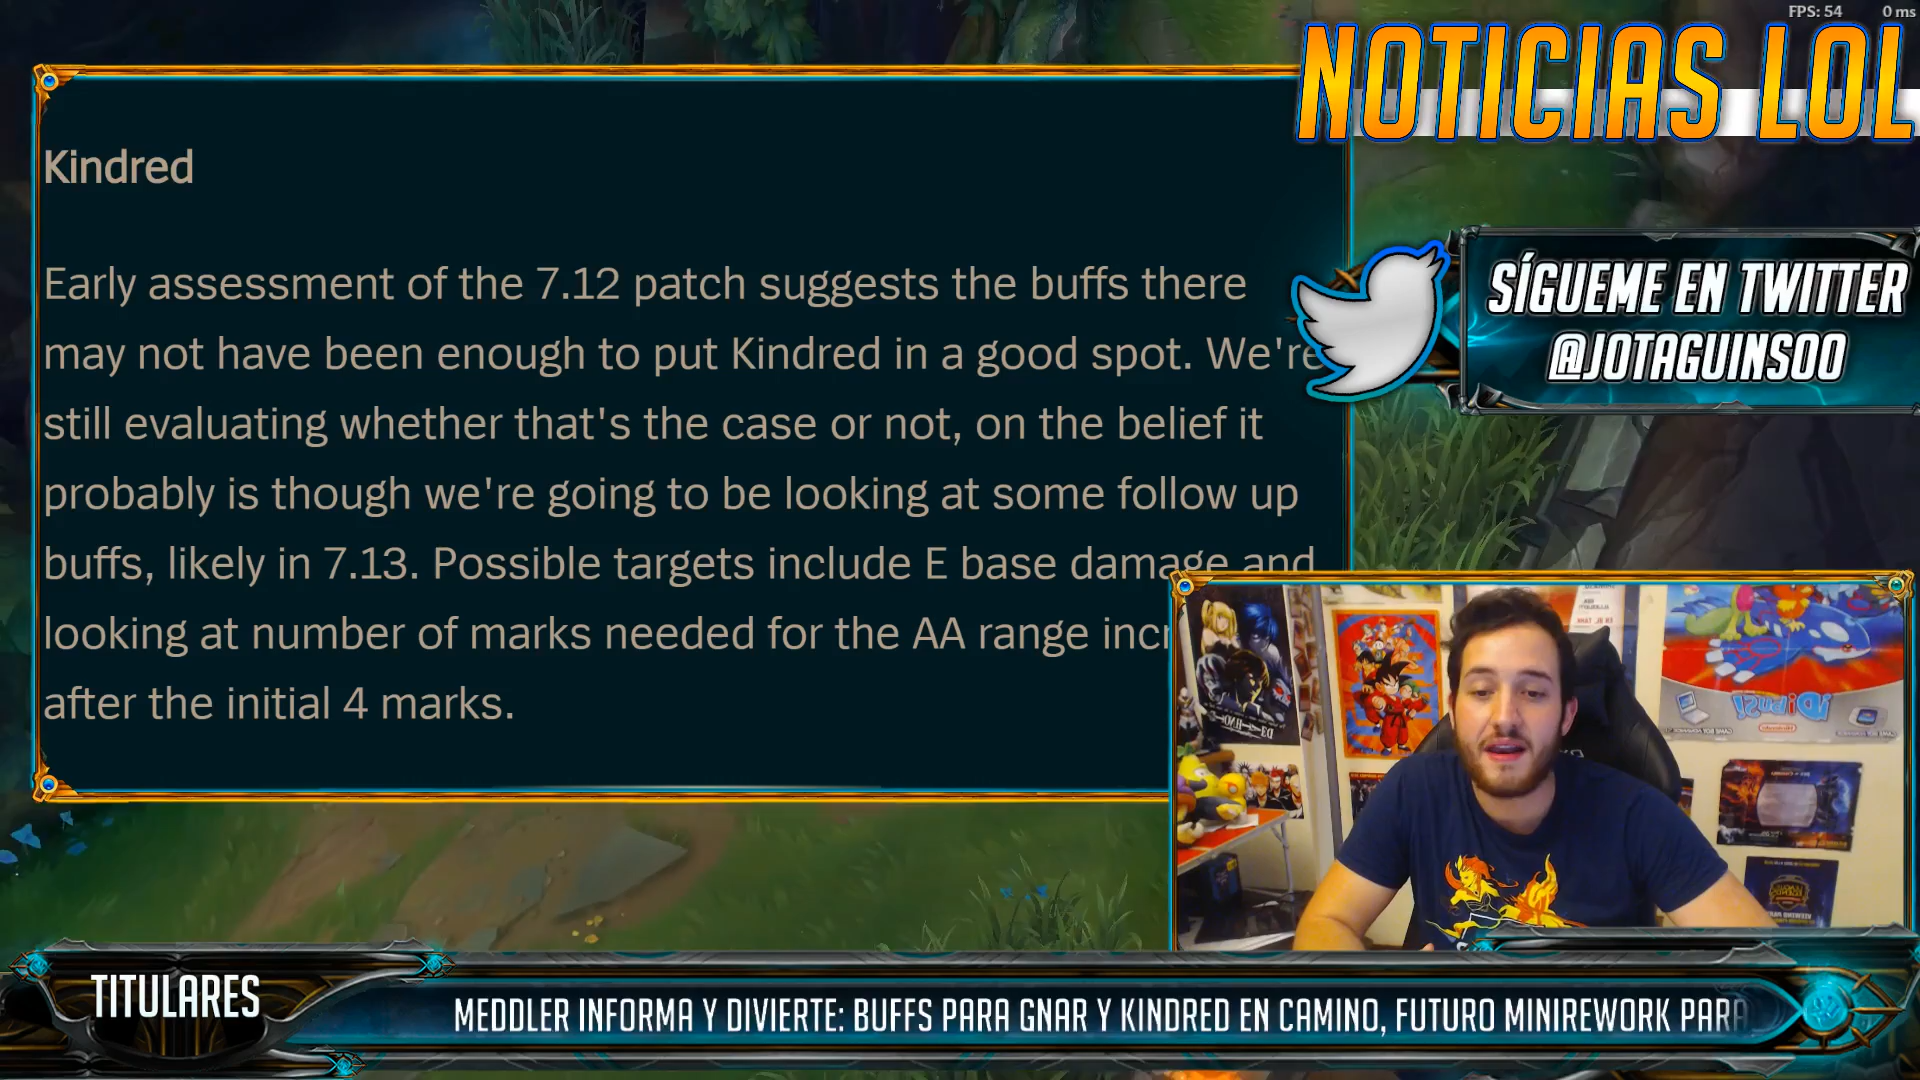 FPS: 54 0 ms
NOTICIAS LOL
Kindred
Early assessment of the 7.12 patch suggests the buffs there
may not have been enough to put Kindred in a good spot. We're
still evaluating whether that's the case or not, on the belief it
probably is though we're going to be looking at some follow up
buffs, likely in 7.13. Possible targets include E base damage and
looking at number of marks needed for the AA range incr
after the initial 4 marks.
SÍGUEME EN TWITTER
@JOTAGUINSOO
TITULARES
MEDDLER INFORMA Y DIVIERTE: BUFFS PARA GNAR Y KINDRED EN CAMINO, FUTURO MINIREWORK PARA